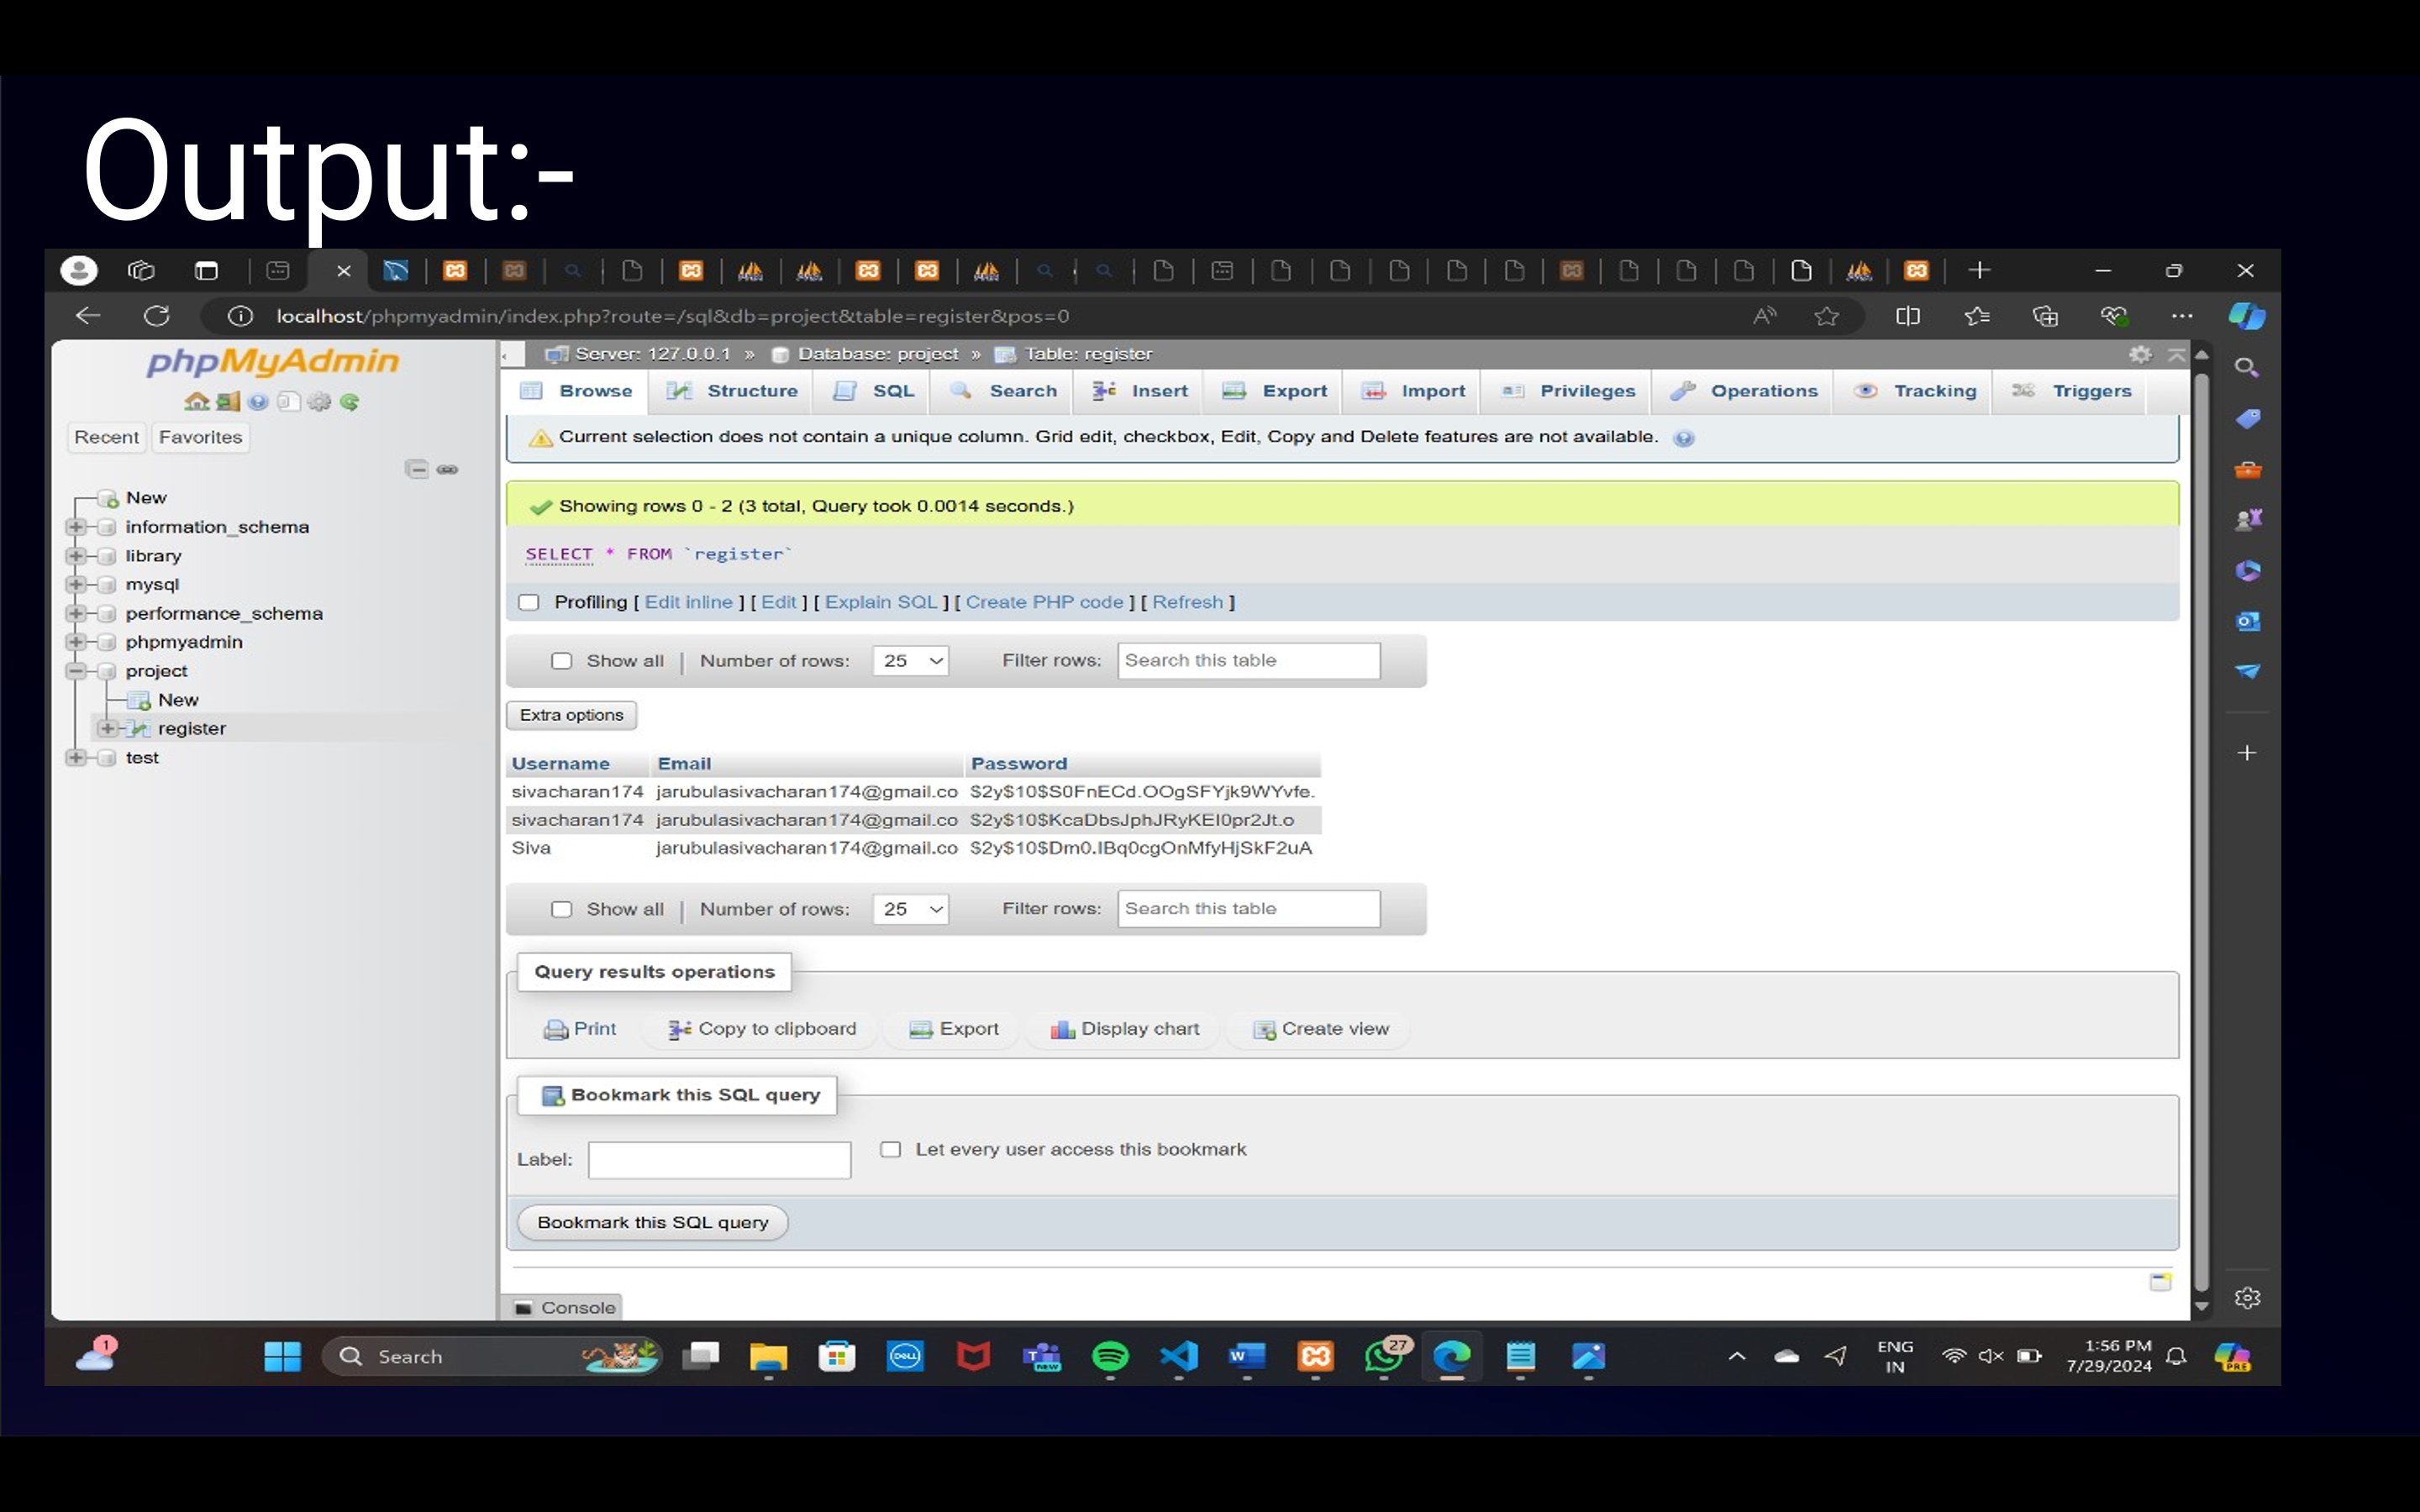 Output:-
localhost/phpmyadmin/index.php?route=/sql&db=project&table=register&pos=0
phpMyAdmin
Recent Favorites
New
information_schema
library
mysql
performance_schema
phpmyadmin
project
New
register
test
Server: 127.0.0.1 » Database: project » Table: register
Browse Structure SQL Search Insert Export Import Privileges Operations Tracking Triggers
Current selection does not contain a unique column. Grid edit, checkbox, Edit, Copy and Delete features are not available.
Showing rows 0 - 2 (3 total, Query took 0.0014 seconds.)
SELECT * FROM `register`
Profiling [ Edit inline ] [ Edit ] [ Explain SQL ] [ Create PHP code ] [ Refresh ]
Show all | Number of rows: 25 Filter rows: Search this table
Extra options
Username Email Password
sivacharan174 jarubulasivacharan174@gmail.co $2y$10$S0FnECd.OOgSFYjk9WYvfe.
sivacharan174 jarubulasivacharan174@gmail.co $2y$10$KcaDbsJphJRyKEI0pr2Jt.o
Siva jarubulasivacharan174@gmail.co $2y$10$Dm0.IBq0cgOnMfyHjSkF2uA
Show all | Number of rows: 25 Filter rows: Search this table
Query results operations
Print Copy to clipboard Export Display chart Create view
Bookmark this SQL query
Label: Let every user access this bookmark
Bookmark this SQL query
Console
1 Search DELL 27 ENG IN 1:56 PM 7/29/2024 PRE